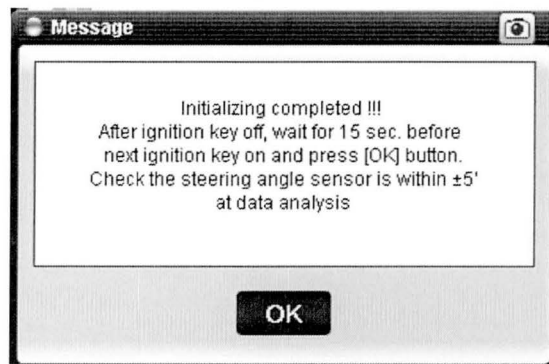 Message
Initializing completed !!!
After ignition key off, wait for 15 sec. before
next ignition key on and press [OK] button.
Check the steering angle sensor is within ±5'
at data analysis
OK